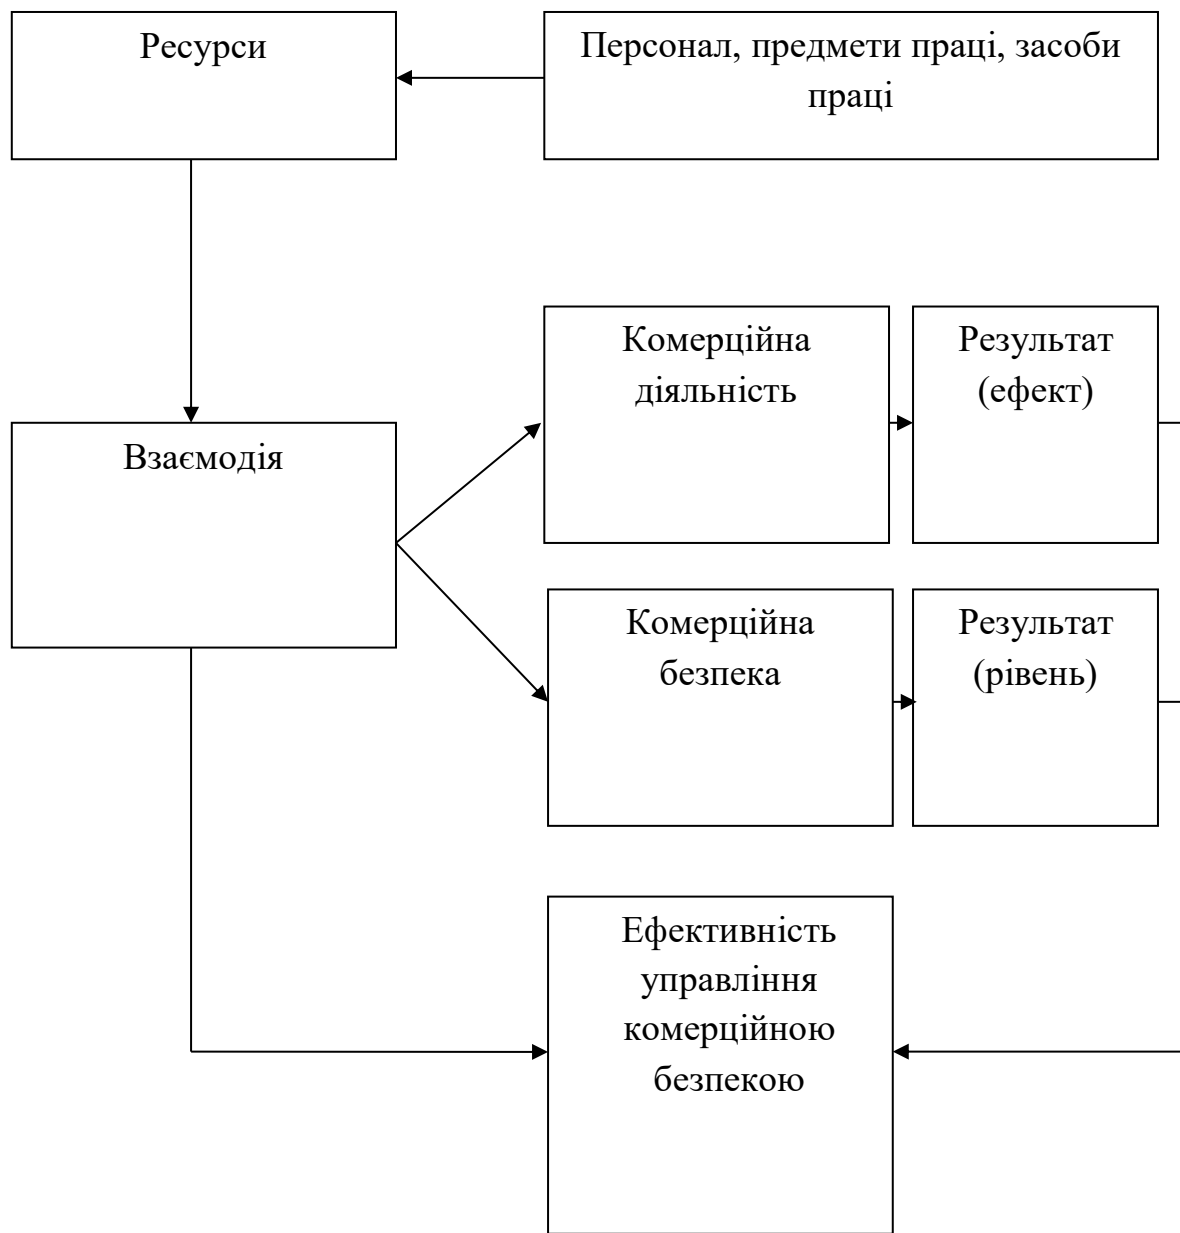 Ресурси
Персонал, предмети праці, засоби
праці
Комерційна
діяльність
Результат
(ефект)
Взаємодія
Комерційна
безпека
Результат
(рівень)
Ефективність
управління
комерційною
безпекою